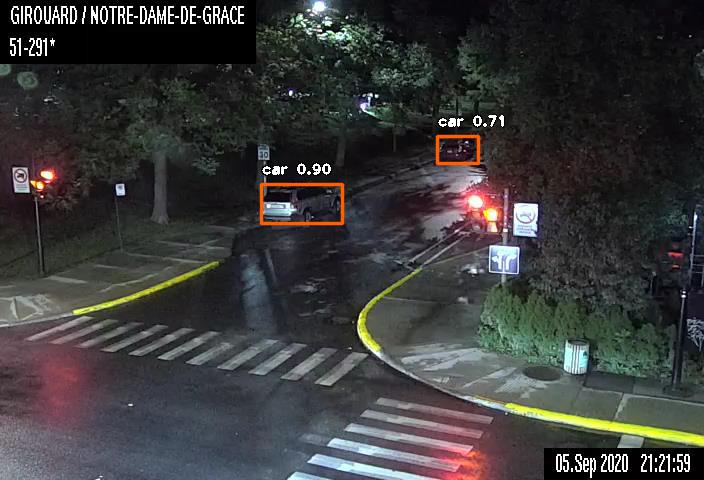 GIROUARD / NOTRE-DAME-DE-GRACE
51-291*
car 0.71
car 0.90
30
05.Sep 2020 21:21:59